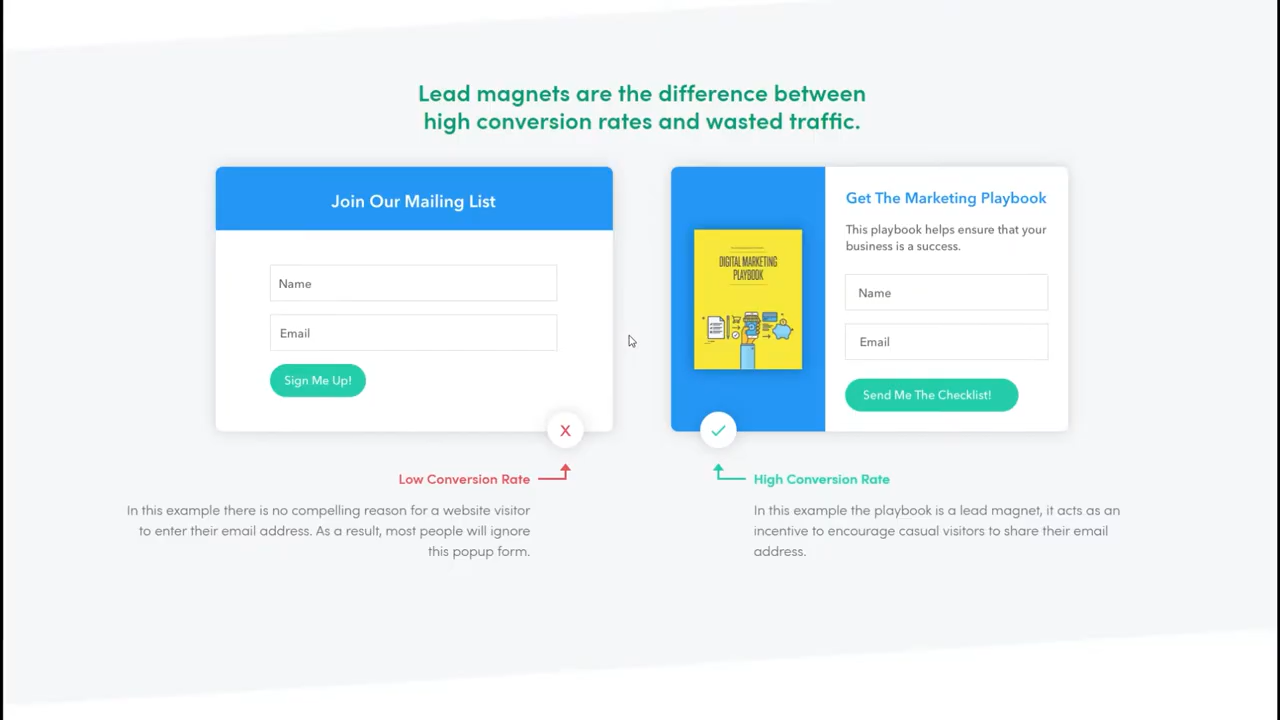 Lead magnets are the difference between
high conversion rates and wasted traffic.
Join Our Mailing List
Name
Email
Sign Me Up!
X
Low Conversion Rate
In this example there is no compelling reason for a website visitor
to enter their email address. As a result, most people will ignore
this popup form.
DIGITAL MARKETING
PLAYBOOK
Get The Marketing Playbook
This playbook helps ensure that your
business is a success.
Name
Email
Send Me The Checklist!
High Conversion Rate
In this example the playbook is a lead magnet, it acts as an
incentive to encourage casual visitors to share their email
address.